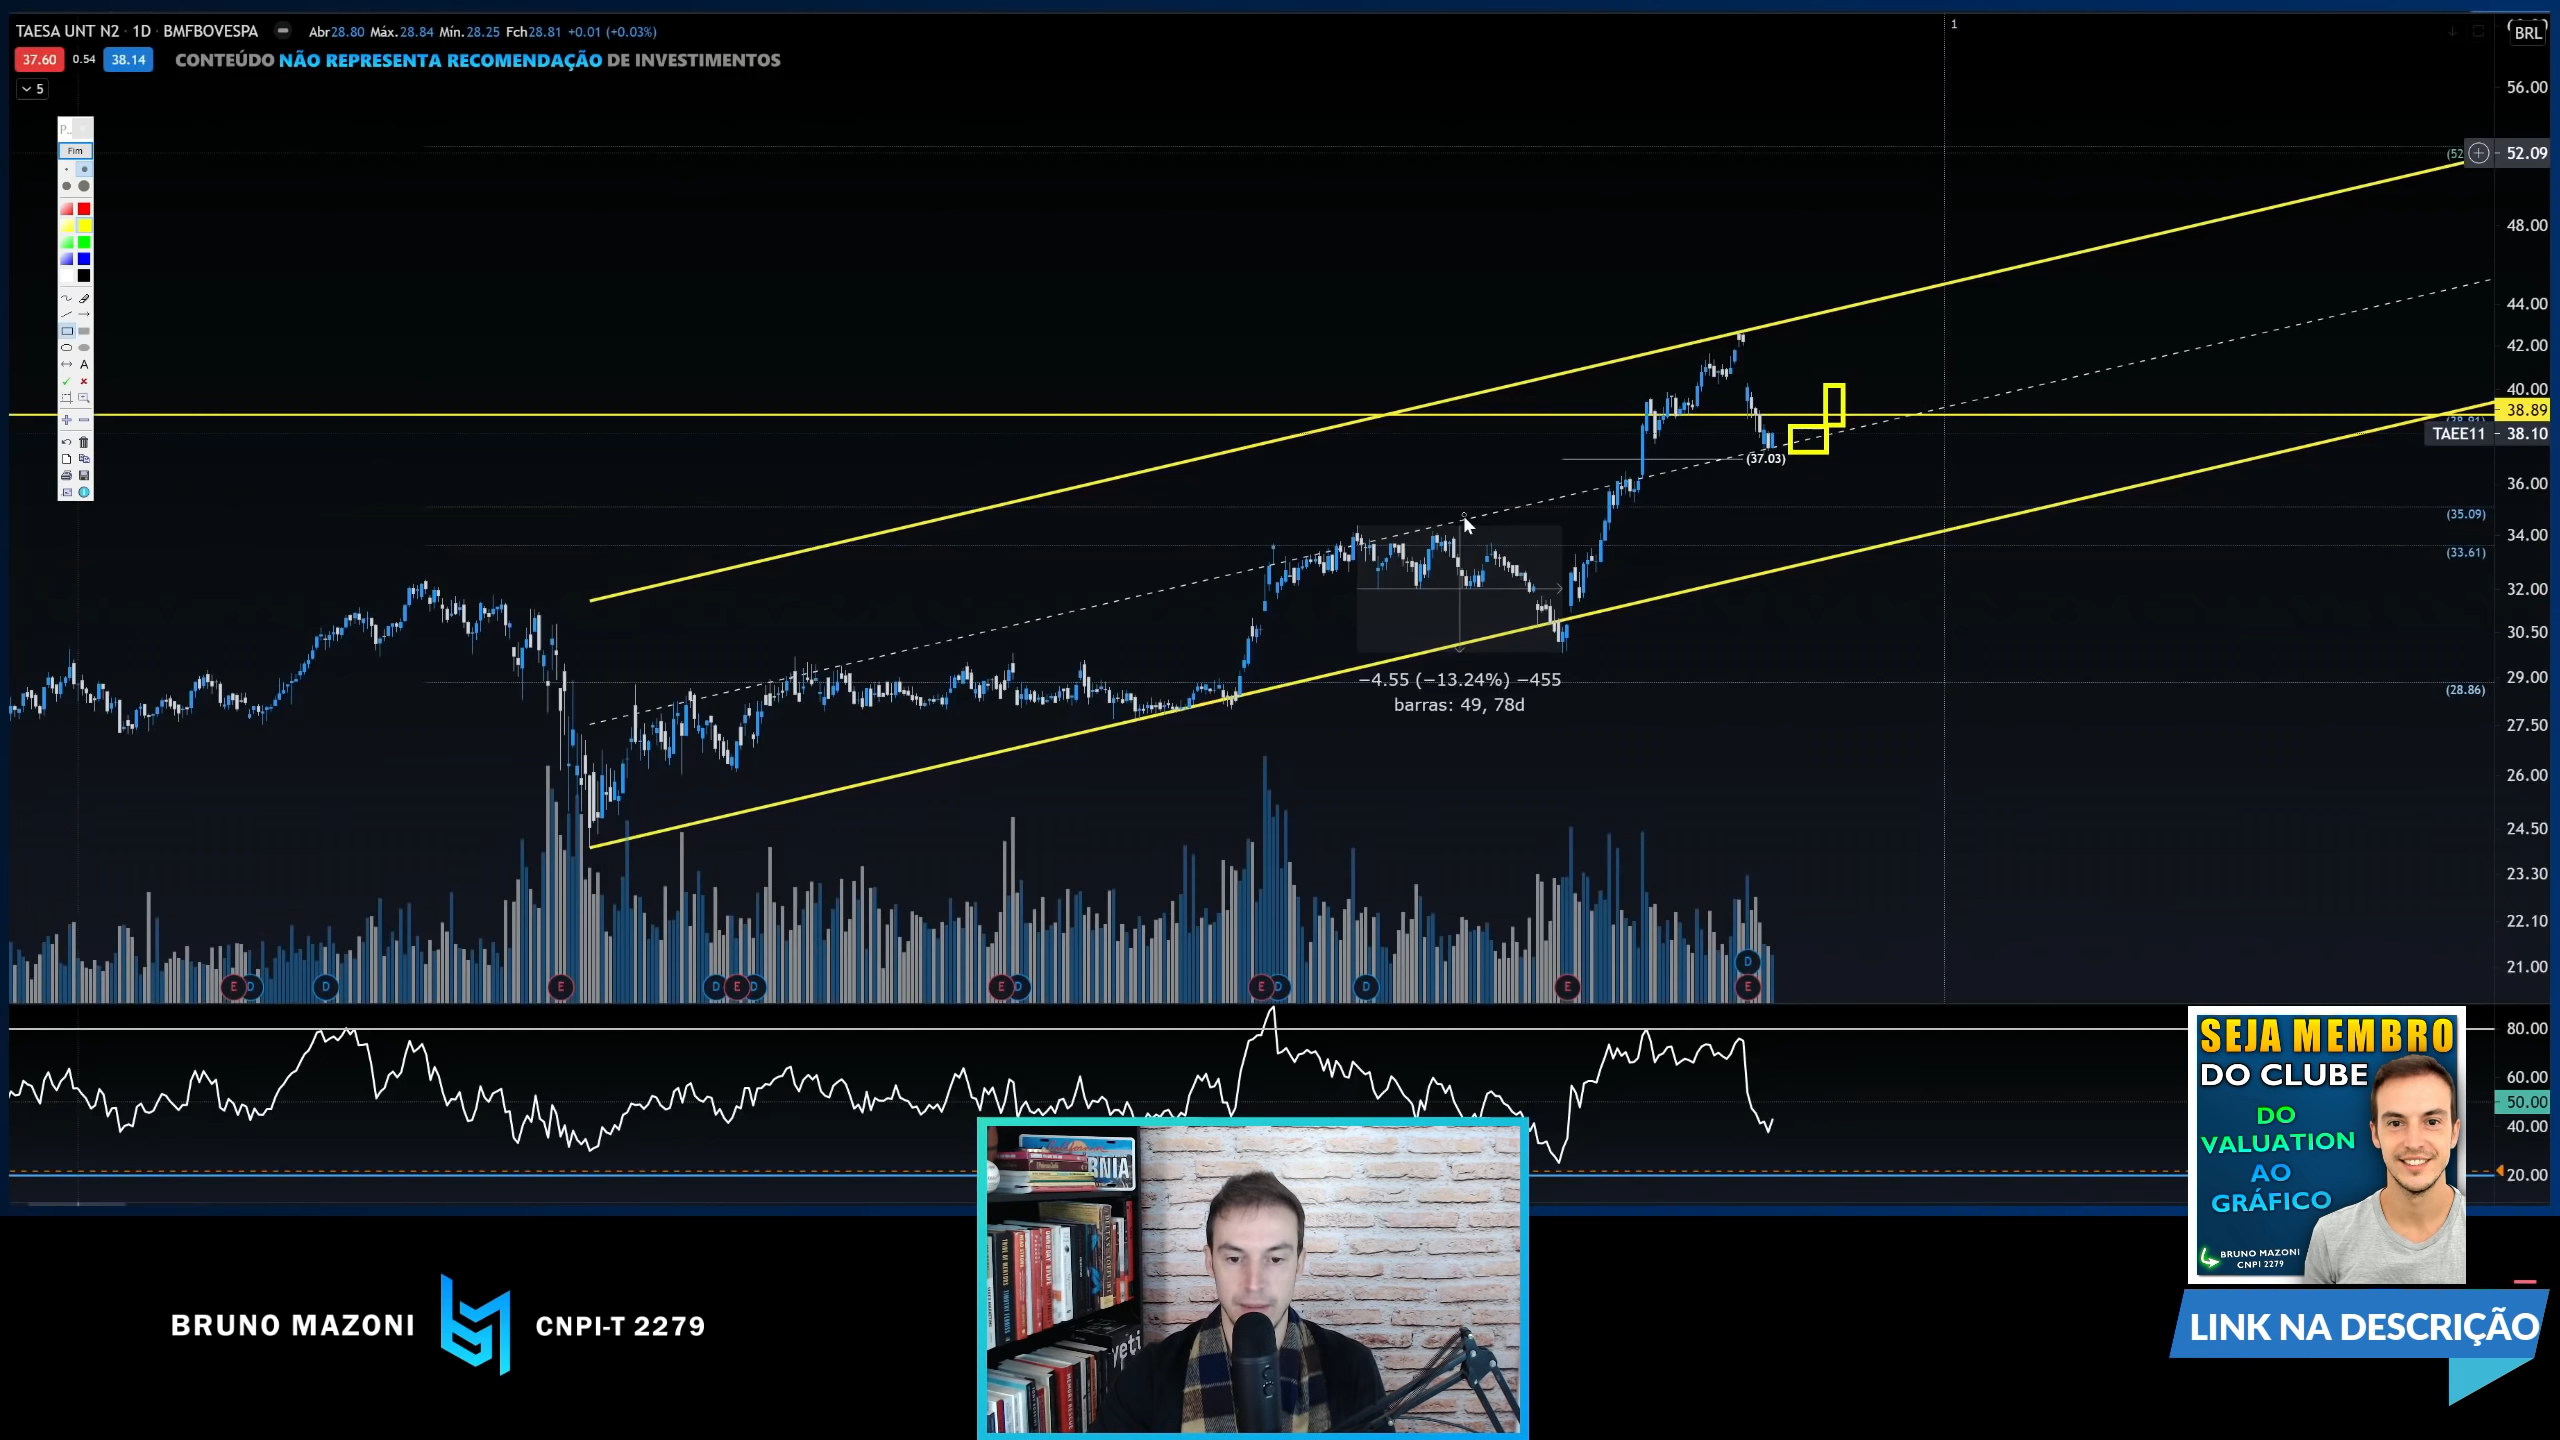 TAESA UNT N2 · 1D · BMFBOVESPA Abr28.80 Máx.28.84 Mín.28.25 Fch28.81 +0.01 (+0.03%)
37.60 0.54 38.14 CONTEÚDO NÃO REPRESENTA RECOMENDAÇÃO DE INVESTIMENTOS
5
1
BRL
56.00
(52
52.09
48.00
44.00
42.00
40.00
38.89
TAEE11 38.10
(37.03)
36.00
(35.09)
34.00
(33.61)
32.00
30.50
29.00
(28.86)
−4.55 (−13.24%) −455
barras: 49, 78d
27.50
26.00
24.50
23.30
22.10
21.00
P..
Fim
A
E D D E D E D E D E D D E D E
80.00
60.00
50.00
40.00
20.00
SEJA MEMBRO
DO CLUBE
DO
VALUATION
AO
GRÁFICO
BRUNO MAZONI
CNPI 2279
LINK NA DESCRIÇÃO
BRUNO MAZONI CNPI-T 2279
RNIA
yeti